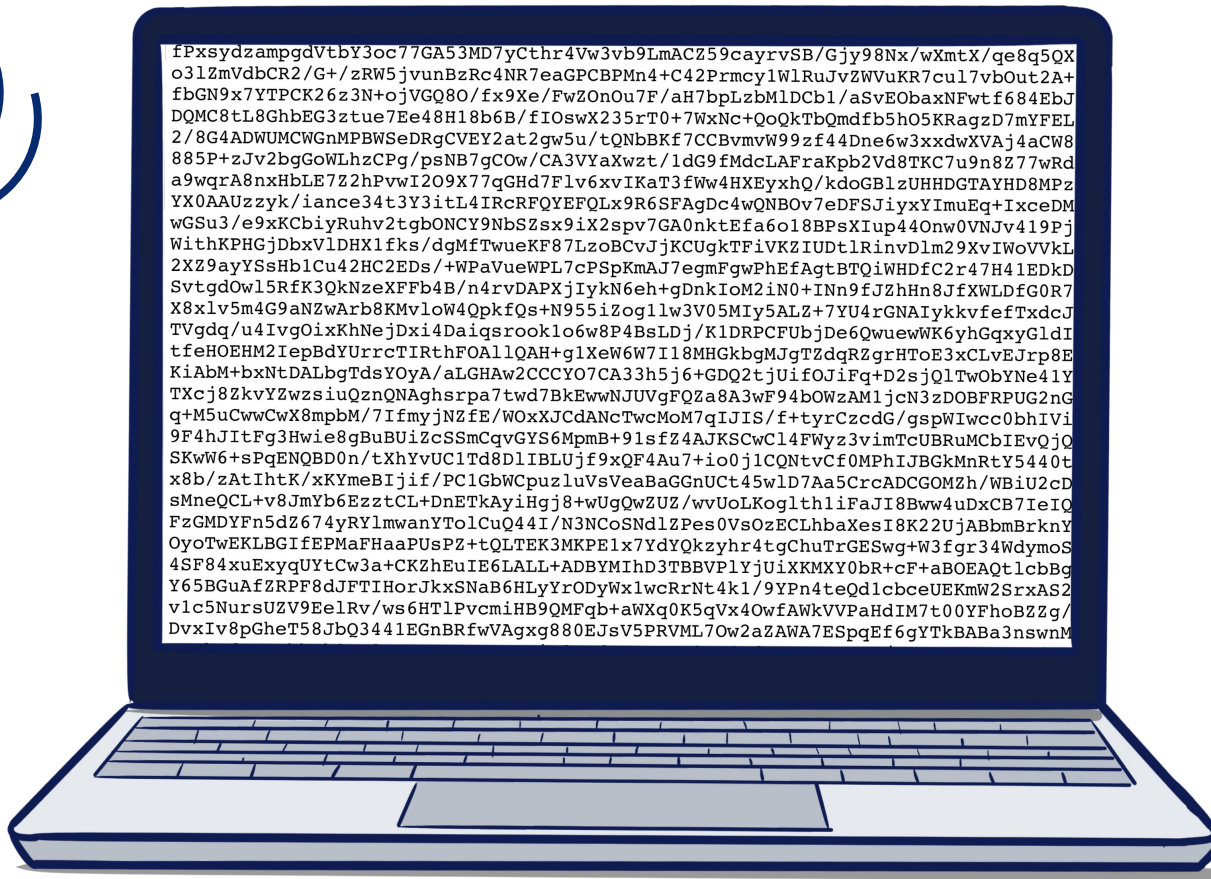 fPxsydzampgdVtbY3oc77GA53MD7yCthr4Vw3vb9LmACZ59cayrvSB/Gjy98Nx/wXmtX/qe8q5QX
o3lZmVdbCR2/G+/zRW5jvunBzRc4NR7eaGPCBPMn4+C42Prmcy1WlRuJvZWVuKR7cul7vbOut2A+
fbGN9x7YTPCK26z3N+ojVGQ8O/fx9Xe/FwZOnOu7F/aH7bpLzbMlDCb1/aSvEObaxNFwtf684EbJ
DQMC8tL8GhbEG3ztue7Ee48H18b6B/fIOswX235rT0+7WxNc+QoQkTbQmdfb5hO5KRagzD7mYFEL
2/8G4ADWUMCWGnMPBWSeDRgCVEY2at2gw5u/tQNbBKf7CCBvmvW99zf44Dne6w3xxdwXVAj4aCW8
885P+zJv2bgGoWLhzCPg/psNB7gCOw/CA3VYaXwzt/1dG9fMdcLAFraKpb2Vd8TKC7u9n8Z77wRd
a9wqrA8nxHbLE7Z2hPvwI2O9X77qGHd7Flv6xvIKaT3fWw4HXEyxhQ/kdoGBlzUHHDGTAYHD8MPz
YX0AAUzzyk/iance34t3Y3itL4IRcRFQYEFQLx9R6SFAgDc4wQNBOv7eDFSJiyxYImuEq+IxceDM
wGSu3/e9xKCbiyRuhv2tgbONCY9NbSZsx9iX2spv7GA0nktEfa6o18BPsXIup44Onw0VNJv419Pj
WithKPHGjDbxVlDHX1fks/dgMfTwueKF87LzoBCvJjKCUgkTFiVKZIUDtlRinvDlm29XvIWoVVkL
2XZ9aySsHb1Cu42HC2EDs/+WPaVueWPL7cPSpKmAJ7egmFgwPhEfAgtBTQiWHDfC2r47H41EDkD
SvtgdOwl5RfK3QkNzeXFFb4B/n4rvDAPXjIykN6eh+gDnkIoM2iN0+INn9fJZhHn8JfXWLDfG0R7
X8xlv5m4G9aNZwArb8KMvloW4QpkfQs+N955iZog1lw3V05MIy5ALZ+7YU4rGNAIykkvfefTxdcJ
TVgdq/u4IvgOixKhNejDxi4Daiqsrook1o6w8P4BsLDj/K1DRPCFUbjDe6QwuewWK6yhGqxyGldI
tfeHOEHM2IepBdYUrrcTIRthFOAllQAH+g1XeW6W7I18MHGkbgMJgTZdqRZgrHToE3xCLvEJrp8E
KiAbM+bxNtDALbgTdsYOyA/aLGHAw2CCCYO7CA33h5j6+GDQ2tjUifOJiFq+D2sjQlTwObYNe41Y
TXcj8ZkvYZwzsiuQznQNAghsrpa7twd7BkEwwNJUVgFQZa8A3wF94bOWzAM1jcN3zDOBFRPUG2nG
q+M5uCwwCwX8mpbM/7IfmyjNZfE/WOxXJCdANcTwcMoM7qIJIS/f+tyrCzcdG/gspWIwcc0bhIVi
9F4hJItFg3Hwie8gBuBUiZcSSmCqvGYS6MpmB+91sfZ4AJKSCwCl4FWyz3vimTcUBRuMCbIEvQjQ
SKwW6+sPqENQBD0n/tXhYvUC1Td8DlIBLUjf9xQF4Au7+io0j1CQNtvCf0MPhIJBGkMnRtY5440t
x8b/zAtIhtK/xKYmeBIjif/PC1GbWCpuzluVsVeaBaGGnUCt45wlD7Aa5CrcADCGOMZh/WBiU2cD
sMneQCL+v8JmYb6EzztCL+DnETkAyiHgj8+wUgQwZUZ/wvUoLKoglth1iFaJI8Bww4uDxCB7IeIQ
FzGMDYFn5dZ674yRYlmwanYTolCuQ44I/N3NCoSNdlZPes0VsOzECLhbaXesI8K22UjABbmBrknY
OyoTwEKLBGIfEPMaFHaaPUsPZ+tQLTEK3MKPE1x7YdYQkzyhr4tgChuTrGESwg+W3fgr34WdymoS
4SF84xuExyqUYtCw3a+CKZhEuIE6LALL+ADBYMIhD3TBBVPlYjUiXKMXY0bR+cF+aBOEAQtlcbBg
Y65BGuAfZRPF8dJFTIHorJkxSNaB6HLyYrODyWx1wcRrNt4k1/9YPn4teQd1cbceUEKmW2SrxAS2
v1c5NursUZV9EelRv/ws6HTlPvcmiHB9QMFqb+aWXq0K5qVx4OwfAWkVVPaHdIM7t00YFhoBZZg/
DvxIv8pGheT58JbQ3441EGnBRfwVAgxg880EJsV5PRVML7Ow2aZAWA7ESpqEf6gYTkBABa3nswnM